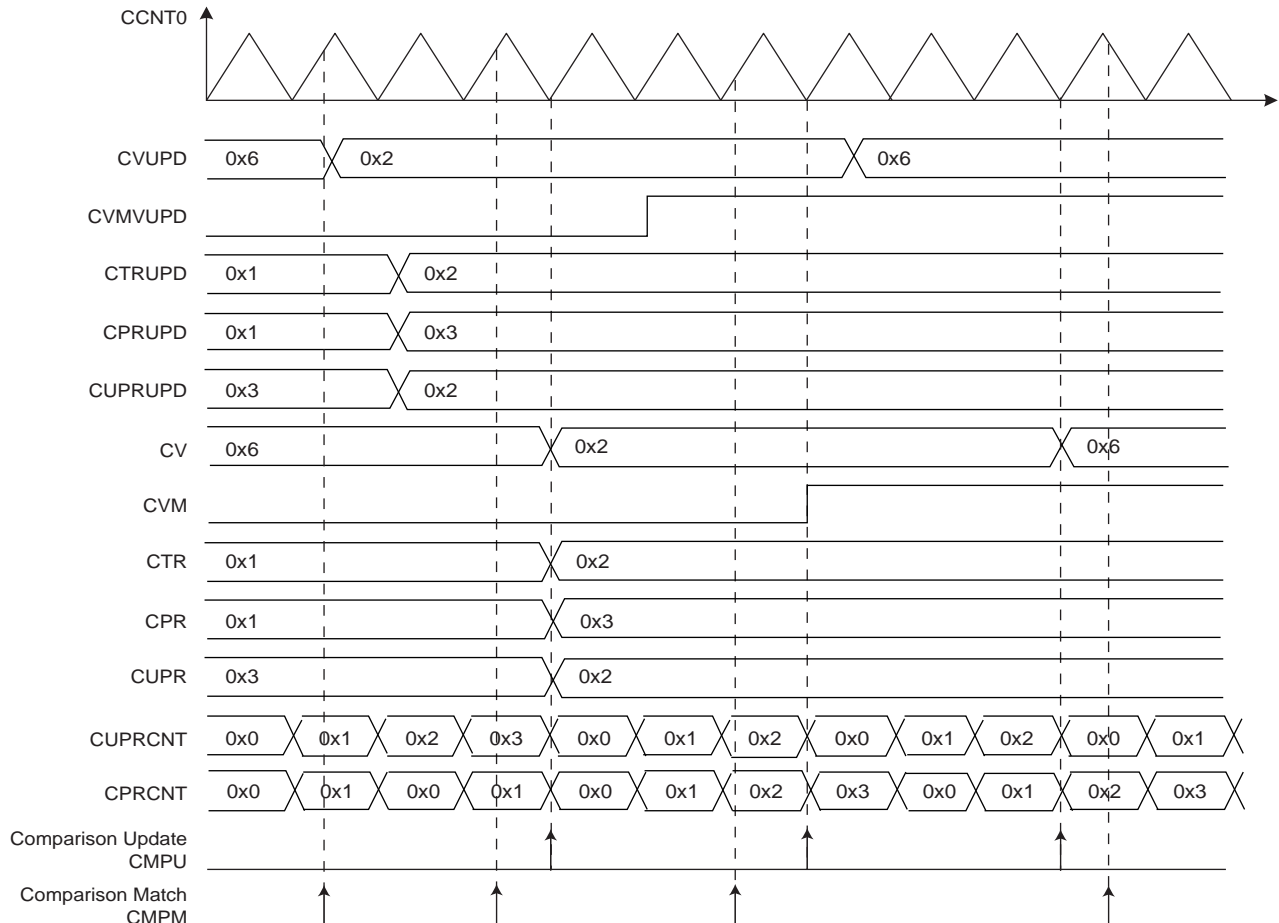 CCNT0
CVUPD 0x6 0x2 0x6
CVMVUPD
CTRUPD 0x1 0x2
CPRUPD 0x1 0x3
CUPRUPD 0x3 0x2
CV 0x6 0x2 0x6
CVM
CTR 0x1 0x2
CPR 0x1 0x3
CUPR 0x3 0x2
CUPRCNT 0x0 0x1 0x2 0x3 0x0 0x1 0x2 0x0 0x1 0x2 0x0 0x1
CPRCNT 0x0 0x1 0x0 0x1 0x0 0x1 0x2 0x3 0x0 0x1 0x2 0x3
Comparison Update
CMPU
Comparison Match
CMPM